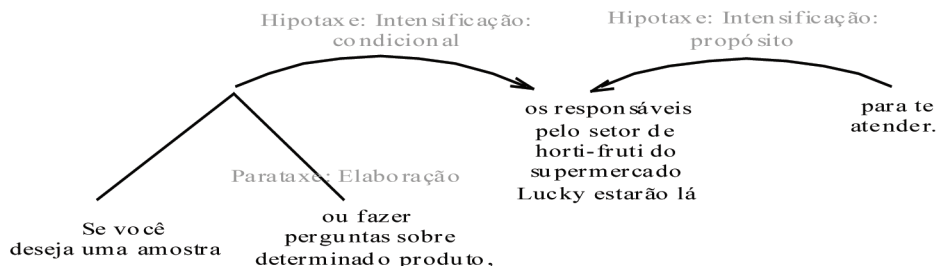 Hipotaxe: Intensificação:
condicional
Hipotaxe: Intensificação:
propósito
os responsáveis
pelo setor de
horti-fruti do
supermercado
Lucky estarão lá
para te
atender.
Parataxe: Elaboração
Se você
deseja uma amostra
ou fazer
perguntas sobre
determinado produto,